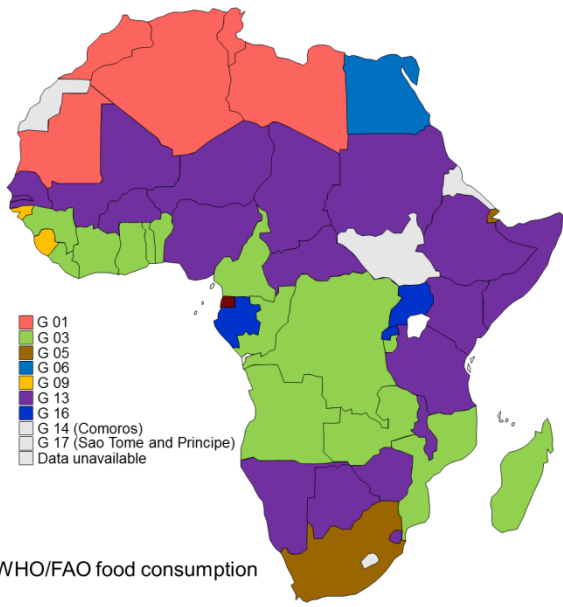 G 01
G 03
G 05
G 06
G 09
G 13
G 16
G 14 (Comoros)
G 17 (Sao Tome and Principe)
Data unavailable
WHO/FAO food consumption